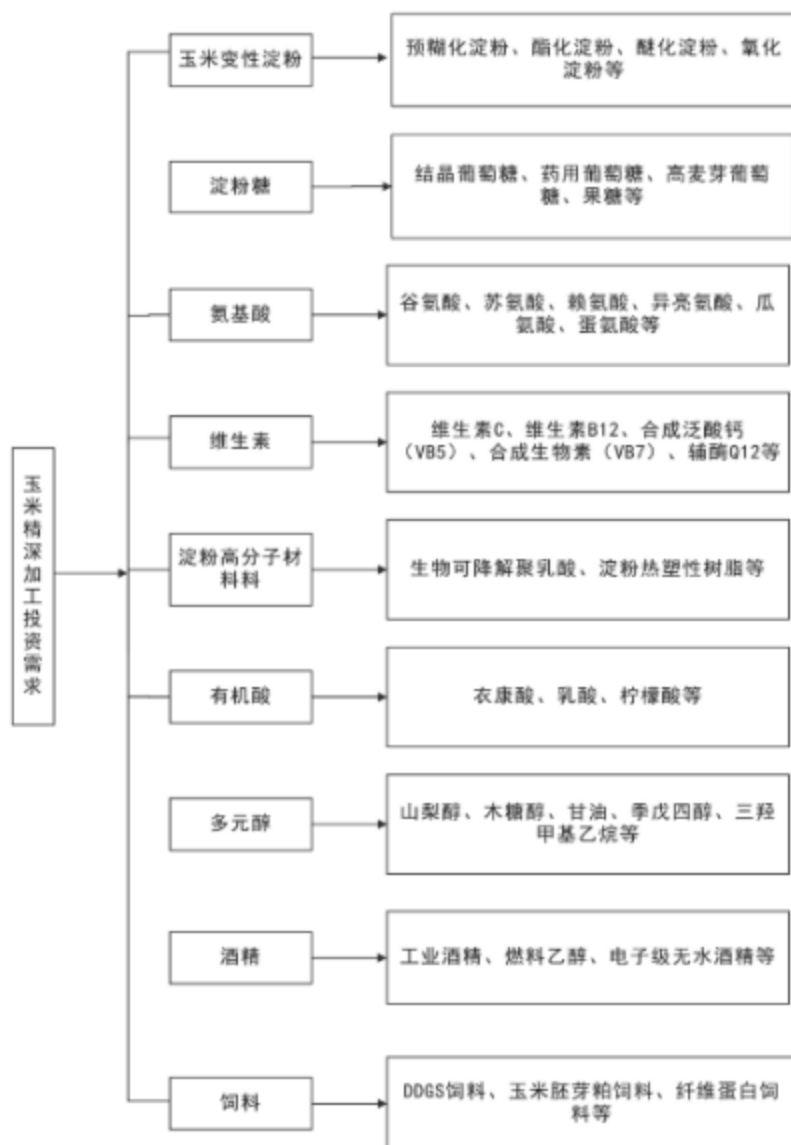 玉米精深加工投资需求
玉米变性淀粉
预糊化淀粉、酯化淀粉、醚化淀粉、氧化
淀粉等
淀粉糖
结晶葡萄糖、药用葡萄糖、高麦芽葡萄
糖、果糖等
氨基酸
谷氨酸、苏氨酸、赖氨酸、异亮氨酸、瓜
氨酸、蛋氨酸等
维生素
维生素C、维生素B12、合成泛酸钙
（VB5）、合成生物素（VB7）、辅酶Q12等
淀粉高分子材
料料
生物可降解聚乳酸、淀粉热塑性树脂等
有机酸
衣康酸、乳酸、柠檬酸等
多元醇
山梨醇、木糖醇、甘油、季戊四醇、三羟
甲基乙烷等
酒精
工业酒精、燃料乙醇、电子级无水酒精等
饲料
DDGS饲料、玉米胚芽粕饲料、纤维蛋白饲
料等